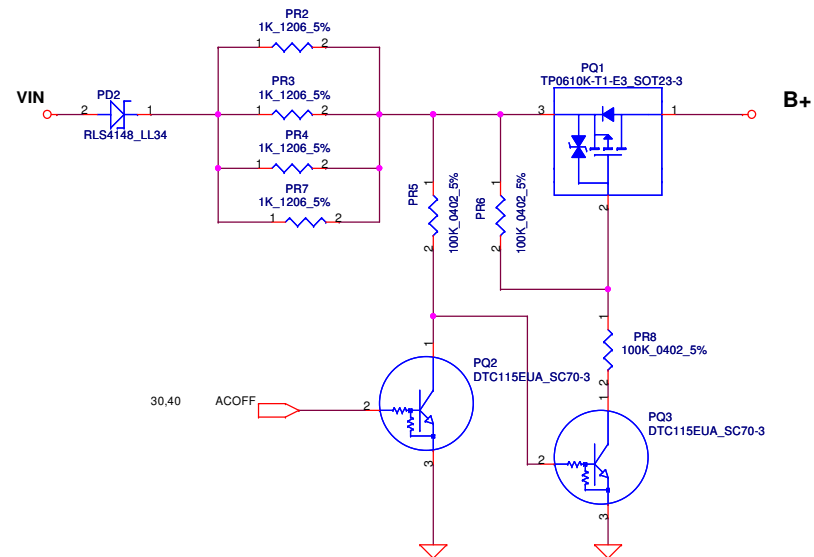 PR2
1K_1206_5%
1 2
PR3
1K_1206_5%
1 2
PR4
1K_1206_5%
1 2
PR7
1K_1206_5%
1 2
VIN
2 PD2 1
RLS4148_LL34
PQ1
TP0610K-T1-E3_SOT23-3
3 1
2
B+
PR5
100K_0402_5%
1
2
PR6
100K_0402_5%
1
2
PR8
100K_0402_5%
1
2
30,40 ACOFF
PQ2
DTC115EUA_SC70-3
1
2
3
PQ3
DTC115EUA_SC70-3
1
2
3